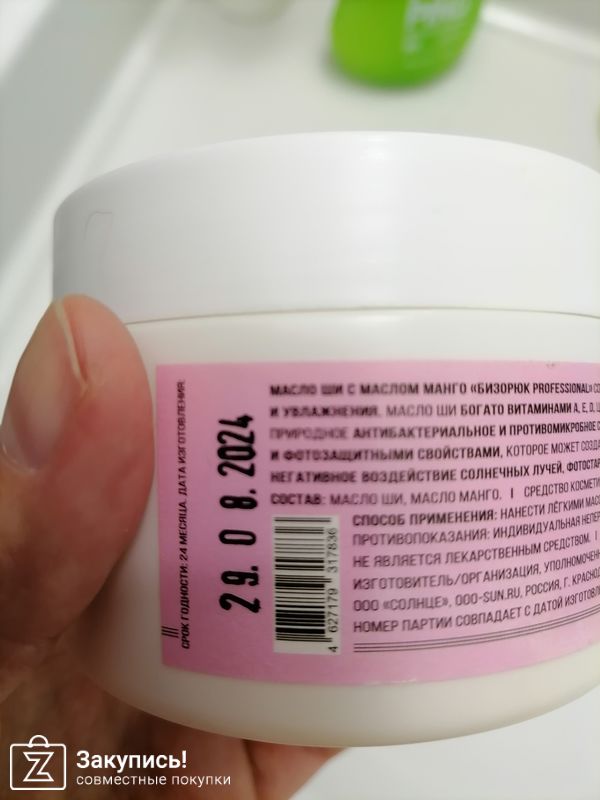 СРОК ГОДНОСТИ: 24 МЕСЯЦА. ДАТА ИЗГОТОВЛЕНИЯ:
29.08.2024
МАСЛО ШИ С МАСЛОМ МАНГО «БИЗОРЮК PROFESSIONAL»
И УВЛАЖНЕНИЯ. МАСЛО ШИ БОГАТО ВИТАМИНАМИ A, E, D,
ПРИРОДНОЕ АНТИБАКТЕРИАЛЬНОЕ И ПРОТИВОМИКРОБНОЕ
И ФОТОЗАЩИТНЫМИ СВОЙСТВАМИ, КОТОРОЕ МОЖЕТ
НЕГАТИВНОЕ ВОЗДЕЙСТВИЕ СОЛНЕЧНЫХ ЛУЧЕЙ,
СОСТАВ: МАСЛО ШИ, МАСЛО МАНГО. | СРЕДСТВО
СПОСОБ ПРИМЕНЕНИЯ: НАНЕСТИ ЛЁГКИМИ
ПРОТИВОПОКАЗАНИЯ: ИНДИВИДУАЛЬНАЯ
НЕ ЯВЛЯЕТСЯ ЛЕКАРСТВЕННЫМ СРЕДСТВОМ. |
ИЗГОТОВИТЕЛЬ/ОРГАНИЗАЦИЯ,
ООО «СОЛНЦЕ», OOO-SUN.RU, РОССИЯ, Г.
НОМЕР ПАРТИИ СОВПАДАЕТ С ДАТОЙ
4 627179 317836
Закупись!
совместные покупки